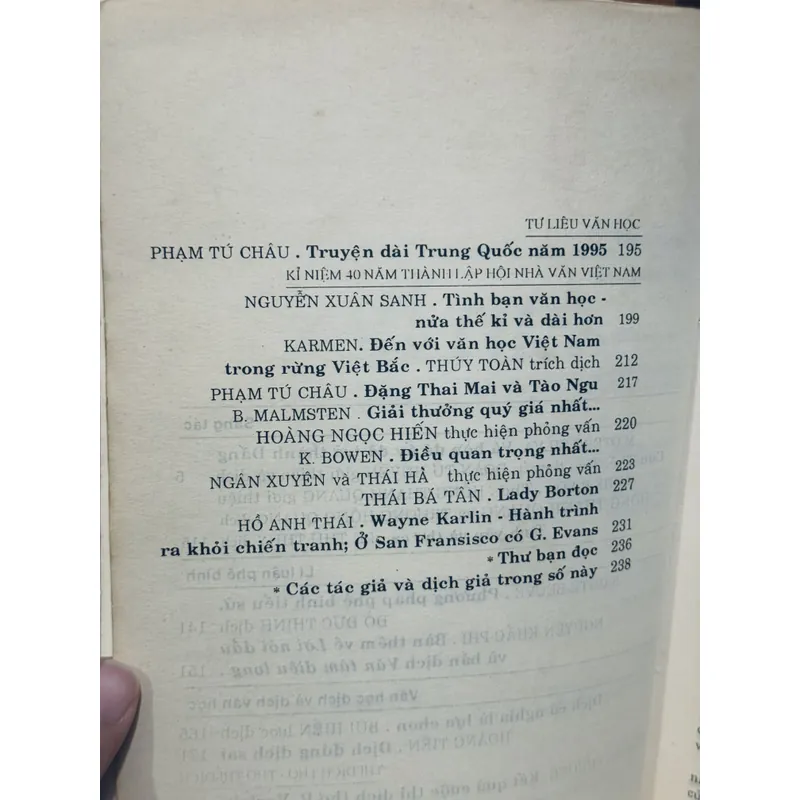 TƯ LIỆU VĂN HỌC
PHẠM TÚ CHÂU . Truyện dài Trung Quốc năm 1995 195
KỈ NIỆM 40 NĂM THÀNH LẬP HỘI NHÀ VĂN VIỆT NAM
NGUYỄN XUÂN SANH . Tình bạn văn học -
nửa thế kỉ và dài hơn 199
KARMEN. Đến với văn học Việt Nam
trong rừng Việt Bắc . THÚY TOÀN trích dịch 212
PHẠM TÚ CHÂU . Đặng Thai Mai và Tào Ngu 217
B. MALMSTEN . Giải thưởng quý giá nhất...
HOÀNG NGỌC HIẾN thực hiện phỏng vấn 220
K. BOWEN . Điều quan trọng nhất...
NGÂN XUYÊN và THÁI HÀ thực hiện phỏng vấn 223
THÁI BÁ TÂN . Lady Borton 227
HỒ ANH THÁI . Wayne Karlin - Hành trình
ra khỏi chiến tranh; Ở San Fransisco có G. Evans 231
* Thư bạn đọc 236
* Các tác giả và dịch giả trong số này 238